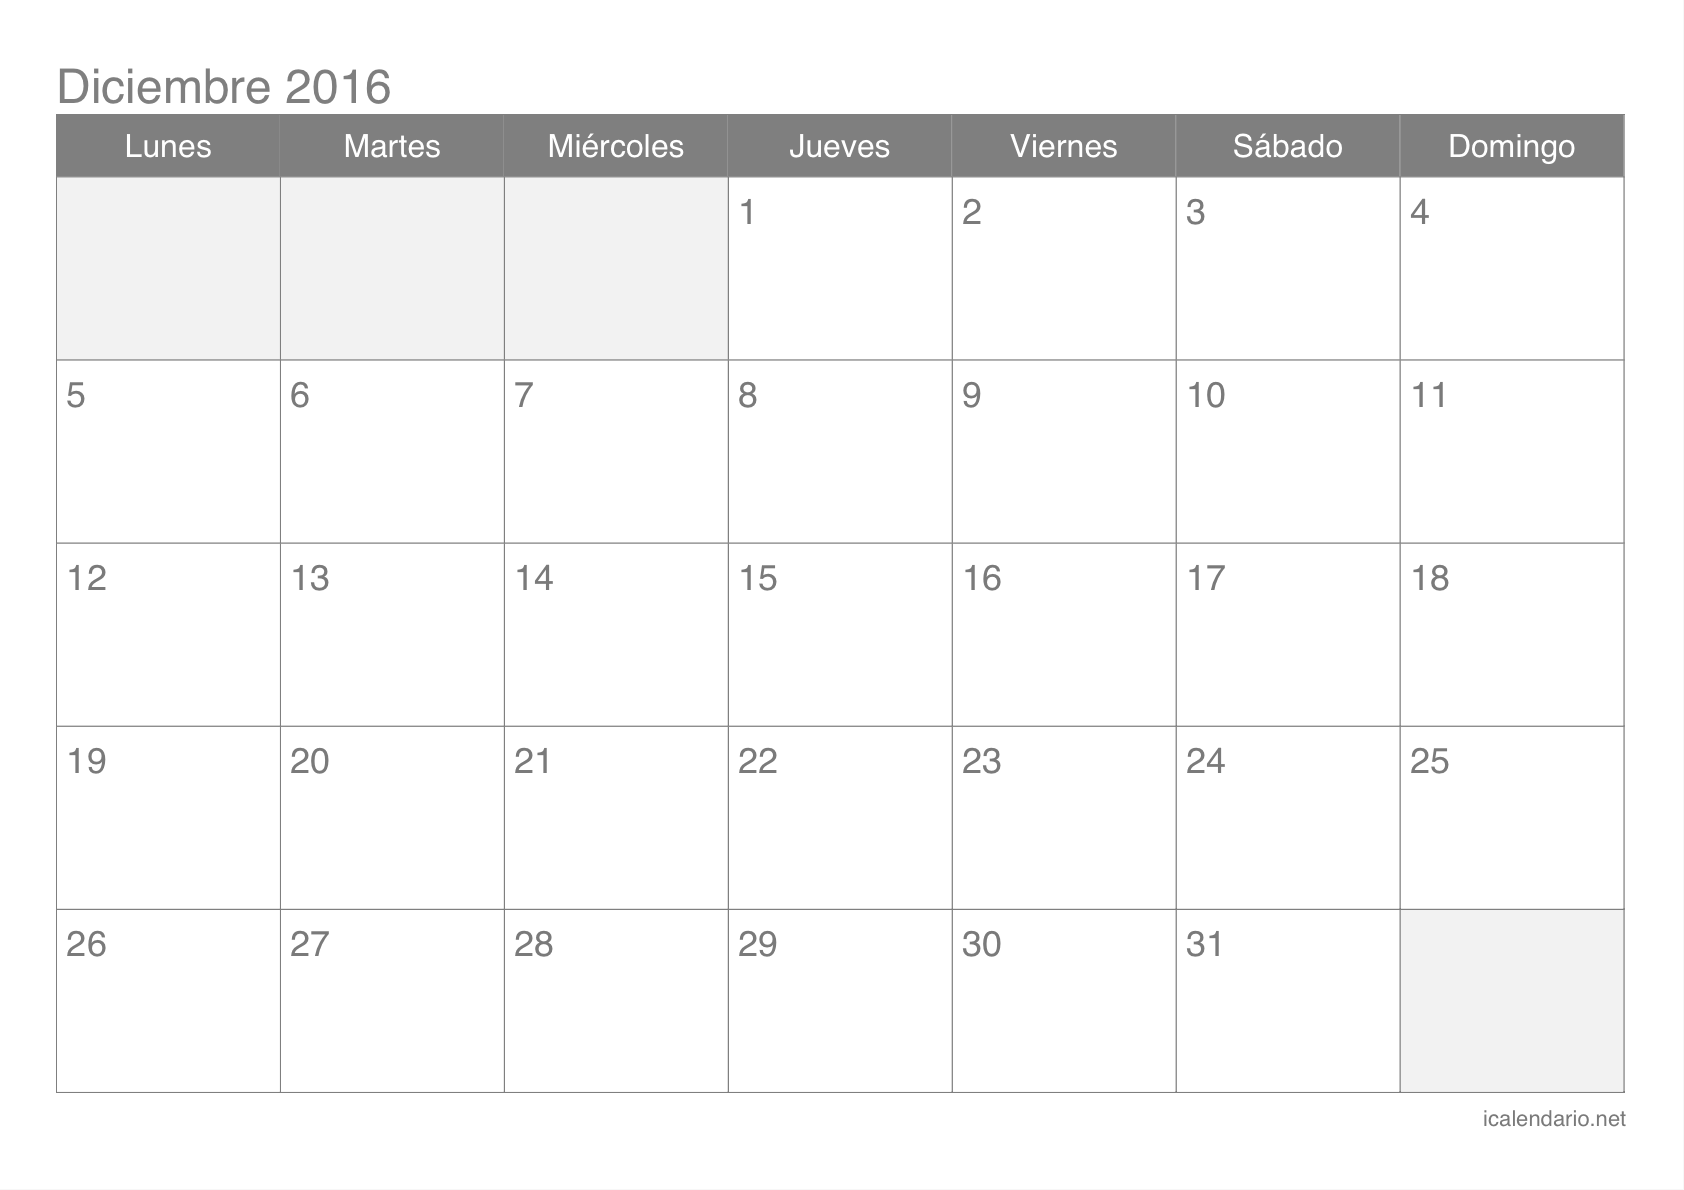 Diciembre 2016
Lunes Martes Miércoles Jueves Viernes Sábado Domingo
1 2 3 4
5 6 7 8 9 10 11
12 13 14 15 16 17 18
19 20 21 22 23 24 25
26 27 28 29 30 31
icalendario.net